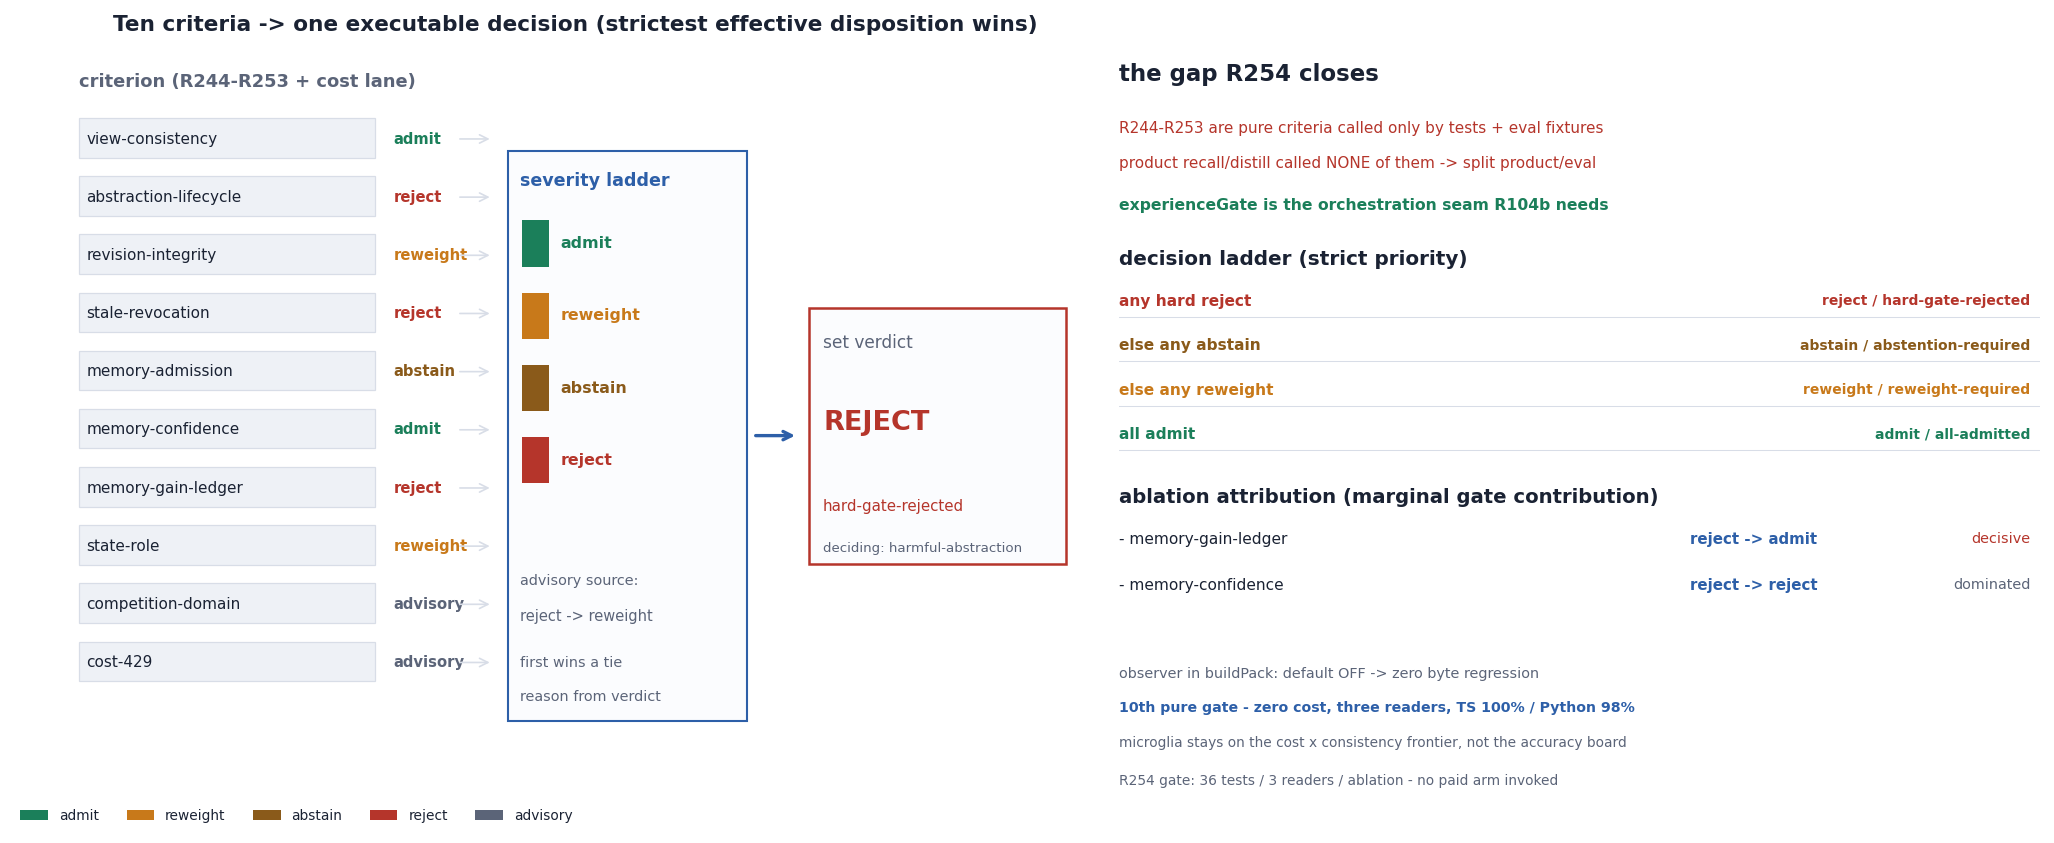 Ten criteria -> one executable decision (strictest effective disposition wins)
criterion (R244-R253 + cost lane)
view-consistency admit
abstraction-lifecycle reject
revision-integrity reweight
stale-revocation reject
memory-admission abstain
memory-confidence admit
memory-gain-ledger reject
state-role reweight
competition-domain advisory
cost-429 advisory
severity ladder
admit
reweight
abstain
reject
advisory source:
reject -> reweight
first wins a tie
reason from verdict
set verdict
REJECT
hard-gate-rejected
deciding: harmful-abstraction
the gap R254 closes
R244-R253 are pure criteria called only by tests + eval fixtures
product recall/distill called NONE of them -> split product/eval
experienceGate is the orchestration seam R104b needs
decision ladder (strict priority)
any hard reject reject / hard-gate-rejected
else any abstain abstain / abstention-required
else any reweight reweight / reweight-required
all admit admit / all-admitted
ablation attribution (marginal gate contribution)
- memory-gain-ledger reject -> admit decisive
- memory-confidence reject -> reject dominated
observer in buildPack: default OFF -> zero byte regression
10th pure gate - zero cost, three readers, TS 100% / Python 98%
microglia stays on the cost x consistency frontier, not the accuracy board
R254 gate: 36 tests / 3 readers / ablation - no paid arm invoked
admit reweight abstain reject advisory